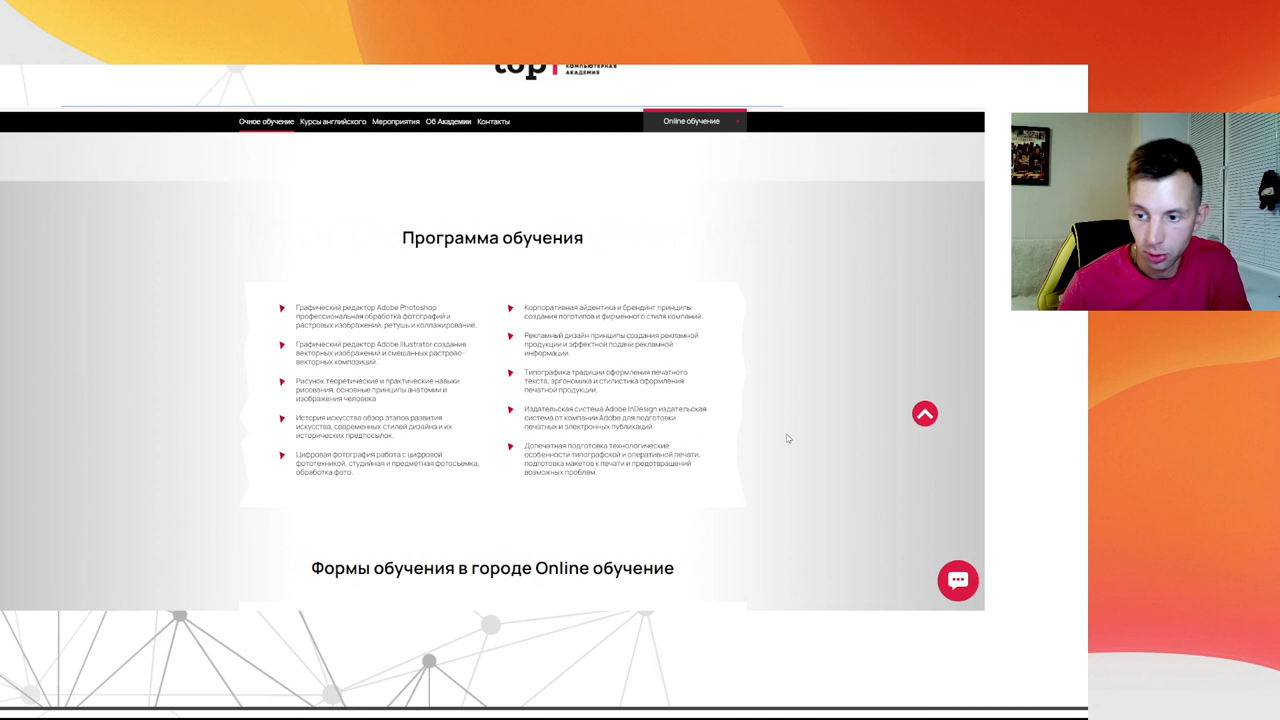 top
КОМПЬЮТЕРНАЯ
АКАДЕМИЯ
Очное обучение Курсы английского Мероприятия Об Академии Контакты Online обучение
Программа обучения
Графический редактор Adobe Photoshop
профессиональная обработка фотографий и
растровых изображений, ретушь и коллажирование.
Графический редактор Adobe Illustrator создание
векторных изображений и смешанных растрово-
векторных композиций.
Рисунок теоретические и практические навыки
рисования, основные принципы анатомии и
изображения человека
История искусства обзор этапов развития
искусства, современных стилей дизайна и их
исторических предпосылок.
Цифровая фотография работа с цифровой
фототехникой, студийная и предметная фотосъемка,
обработка фото.
Корпоративная айдентика и брендинг принципы
создания логотипов и фирменного стиля компаний.
Рекламный дизайн принципы создания рекламной
продукции и эффектной подачи рекламной
информации.
Типографика традиции оформления печатного
текста, эргономика и стилистика оформления
печатной продукции.
Издательская система Adobe InDesign издательская
система от компании Adobe для подготовки
печатных и электронных публикаций.
Допечатная подготовка технологические
особенности типографской и оперативной печати,
подготовка макетов к печати и предотвращений
возможных проблем.
Формы обучения в городе Online обучение